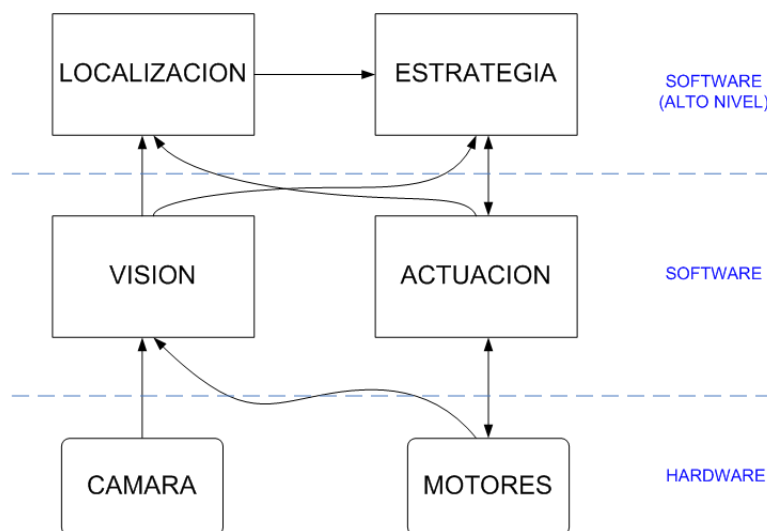 LOCALIZACION
ESTRATEGIA
SOFTWARE
(ALTO NIVEL)
VISION
ACTUACION
SOFTWARE
CAMARA
MOTORES
HARDWARE